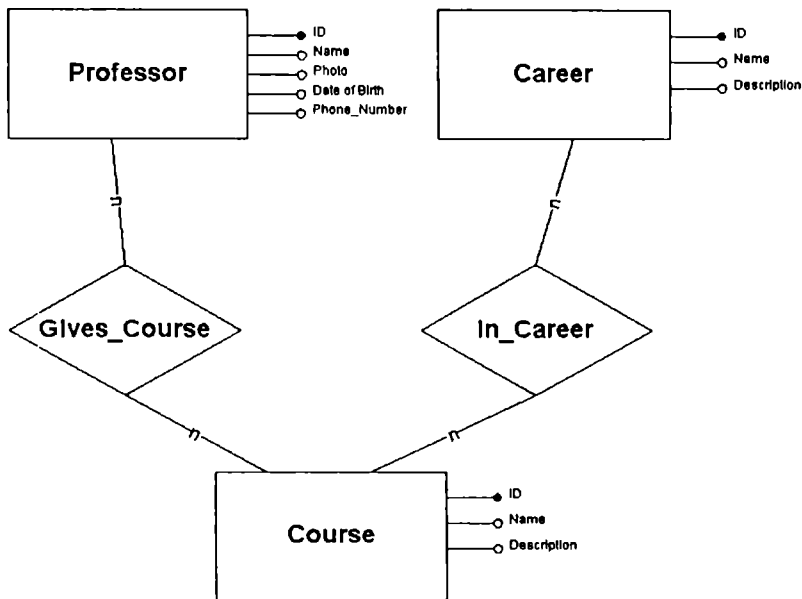 Professor
ID
Name
Photo
Date of Birth
Phone_Number
Career
ID
Name
Description
n
n
Gives_Course
In_Career
n
n
Course
ID
Name
Description